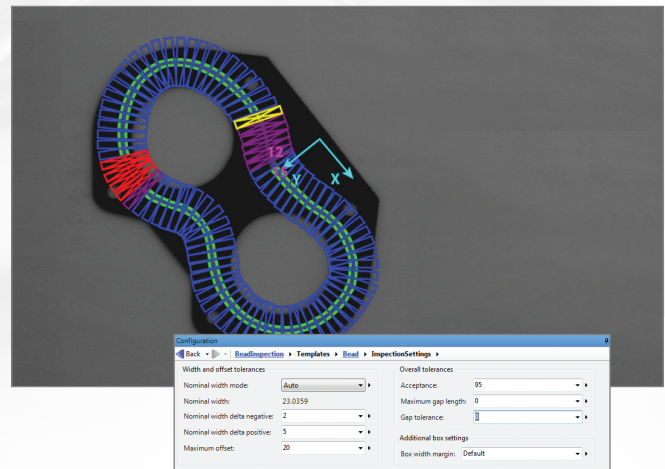 T2
Y
X
Configuration
Back BeadInspection Templates Bead InspectionSettings
Width and offset tolerances
Nominal width mode: Auto
Nominal width: 23.0359
Nominal width delta negative: 2
Nominal width delta positive: 5
Maximum offset: 20
Overall tolerances
Acceptance: 95
Maximum gap length: 0
Gap tolerance:
Additional box settings
Box width margin: Default